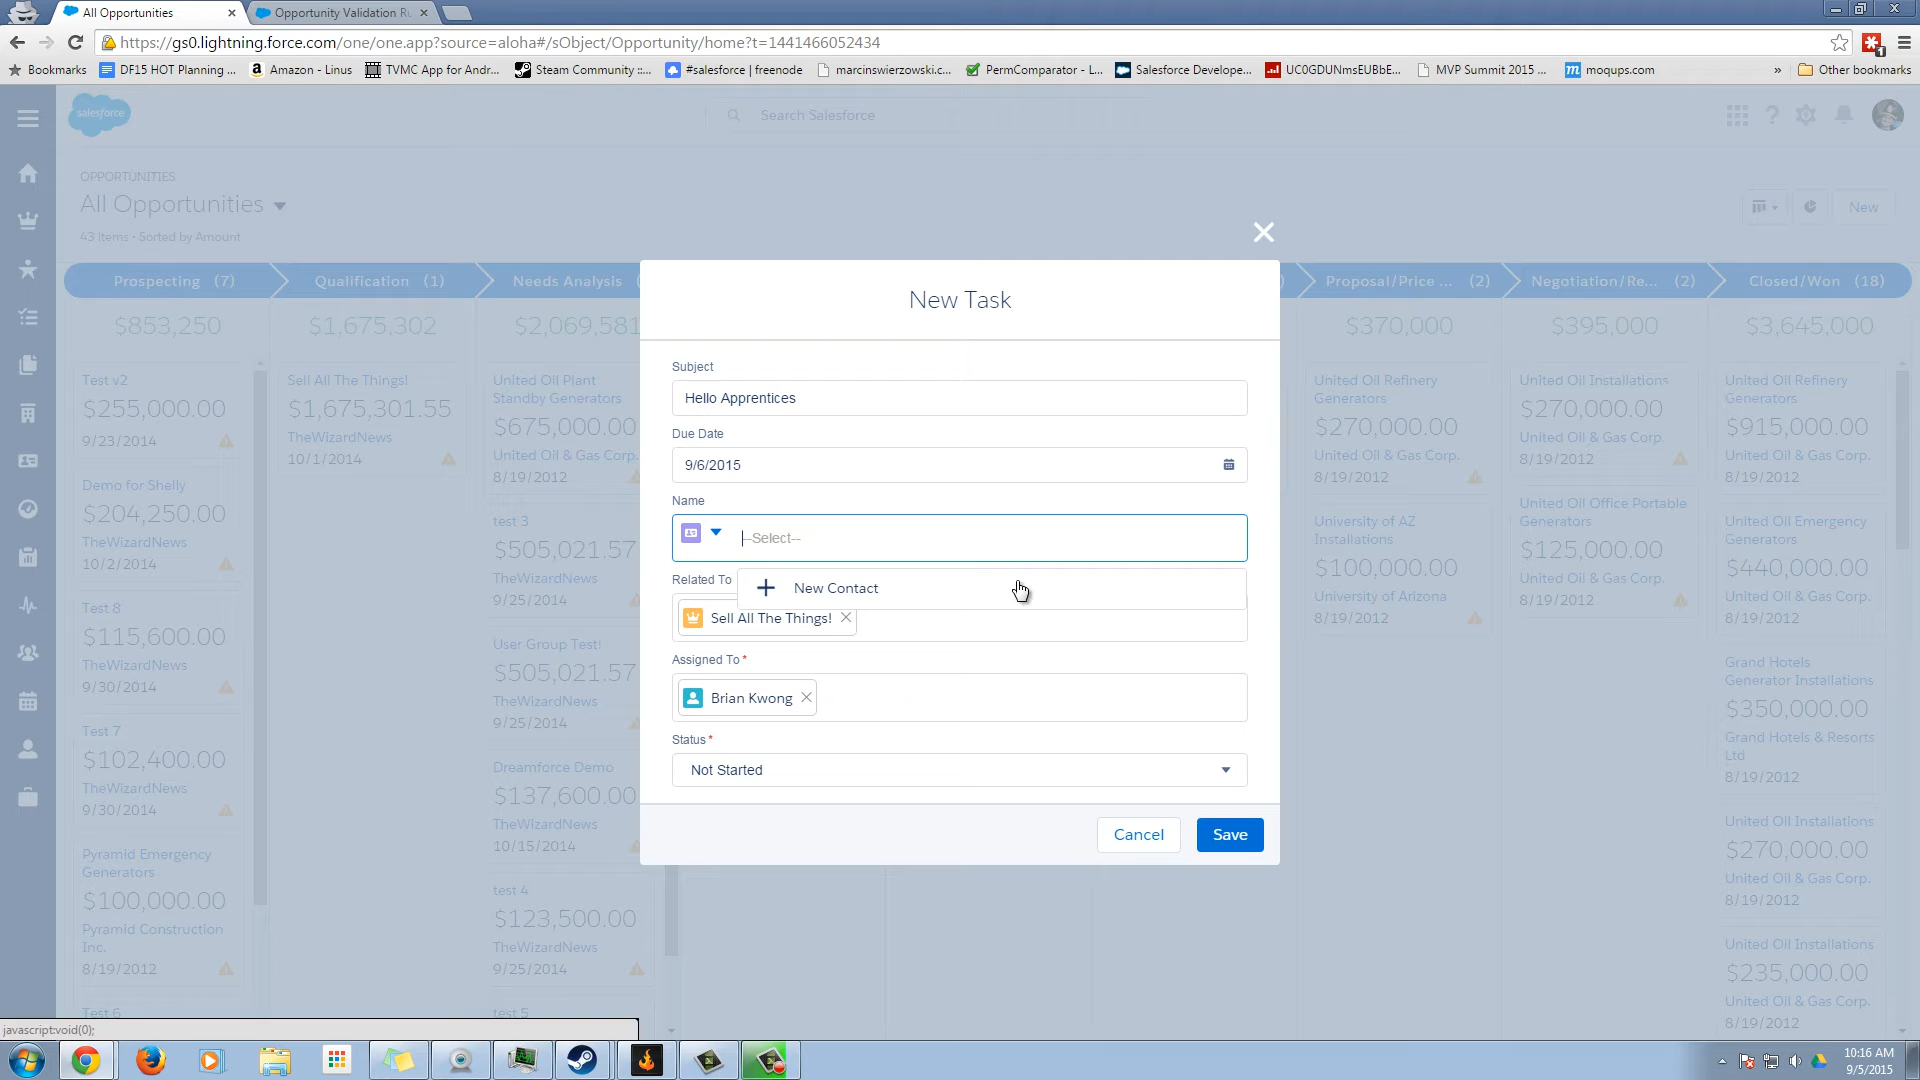 All Opportunities
Opportunity Validation Ru
https://gs0.lightning.force.com/one/one.app?source=aloha#/sObject/Opportunity/home?t=1441466052434
1
Bookmarks
DF15 HOT Planning ...
Amazon - Linus
TVMC App for Andr...
Steam Community ::...
#salesforce | freenode
marcinswierzowski.c...
PermComparator - L...
Salesforce Develope...
UC0GDUNmsEUBbE...
MVP Summit 2015 ...
moqups.com
»
Other bookmarks
salesforce
Search Salesforce
OPPORTUNITIES
All Opportunities
43 items • Sorted by Amount
New
Prospecting (7)
Qualification (1)
Needs Analysis
Proposal/Price ... (2)
Negotiation/Re... (2)
Closed/Won (18)
$853,250
$1,675,302
$2,069,581
$370,000
$395,000
$3,645,000
Test v2
$255,000.00
9/23/2014
Demo for Shelly
$204,250.00
TheWizardNews
10/2/2014
Test 8
$115,600.00
TheWizardNews
9/30/2014
Test 7
$102,400.00
TheWizardNews
9/30/2014
Pyramid Emergency
Generators
$100,000.00
Pyramid Construction
Inc.
8/19/2012
Test 6
Sell All The Things!
$1,675,301.55
TheWizardNews
10/1/2014
United Oil Plant
Standby Generators
$675,000.00
United Oil & Gas Corp.
8/19/2012
test 3
$505,021.57
TheWizardNews
9/25/2014
User Group Test!
$505,021.57
TheWizardNews
9/25/2014
Dreamforce Demo
$137,600.00
TheWizardNews
10/15/2014
test 4
$123,500.00
TheWizardNews
9/25/2014
test 5
New Task
Subject
Hello Apprentices
Due Date
9/6/2015
Name
--Select--
New Contact
Related To
Sell All The Things!
Assigned To *
Brian Kwong
Status *
Not Started
Cancel
Save
United Oil Refinery
Generators
$270,000.00
United Oil & Gas Corp.
8/19/2012
University of AZ
Installations
$100,000.00
University of Arizona
8/19/2012
United Oil Installations
$270,000.00
United Oil & Gas Corp.
8/19/2012
United Oil Office Portable
Generators
$125,000.00
United Oil & Gas Corp.
8/19/2012
United Oil Refinery
Generators
$915,000.00
United Oil & Gas Corp.
8/19/2012
United Oil Emergency
Generators
$440,000.00
United Oil & Gas Corp.
8/19/2012
Grand Hotels
Generator Installations
$350,000.00
Grand Hotels & Resorts
Ltd
8/19/2012
United Oil Installations
$270,000.00
United Oil & Gas Corp.
8/19/2012
United Oil Installations
$235,000.00
United Oil & Gas Corp.
8/19/2012
javascript:void(0);
10:16 AM
9/5/2015